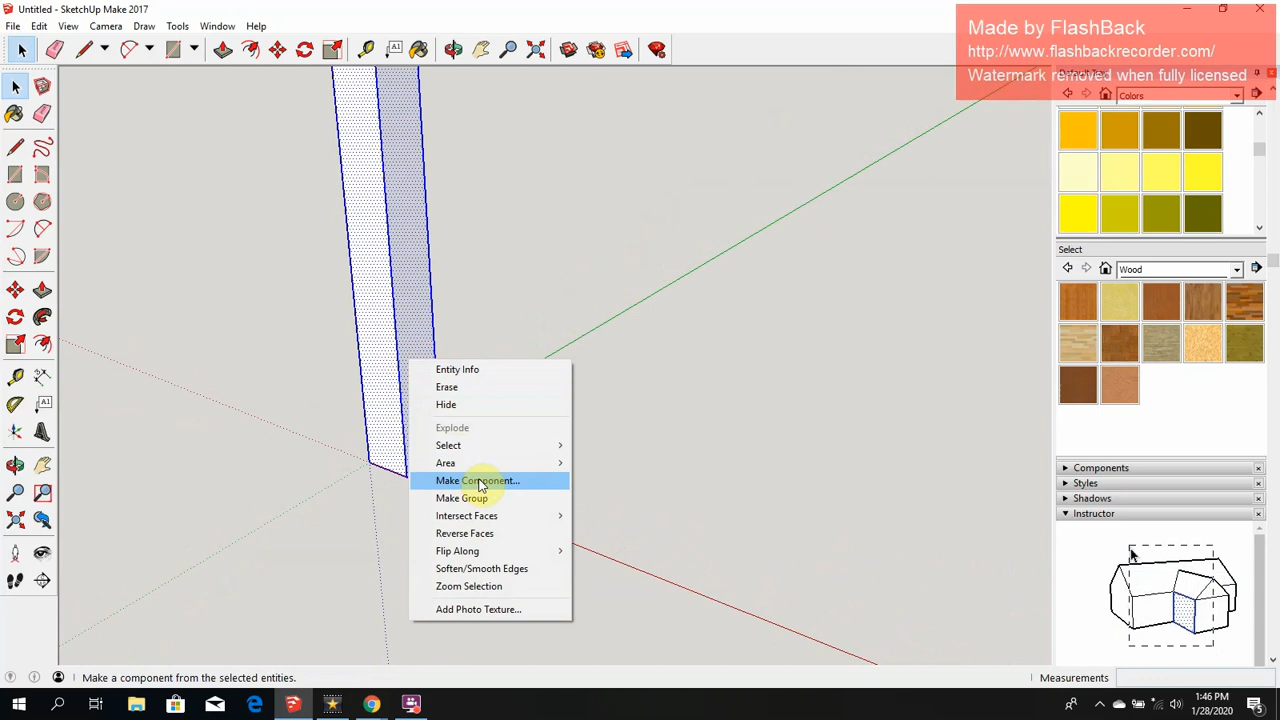 Untitled - SketchUp Make 2017
Made by FlashBack
http://www.flashbackrecorder.com/
Watermark removed when fully licensed
File Edit View Camera Draw Tools Window Help
A1
Colors
Select
Wood
A1
Entity Info
Erase
Hide
Explode
Select
Area
Make Component...
Make Group
Intersect Faces
Reverse Faces
Flip Along
Soften/Smooth Edges
Zoom Selection
Add Photo Texture...
Components
Styles
Shadows
Instructor
Make a component from the selected entities.
Measurements
1:46 PM
1/28/2020
5